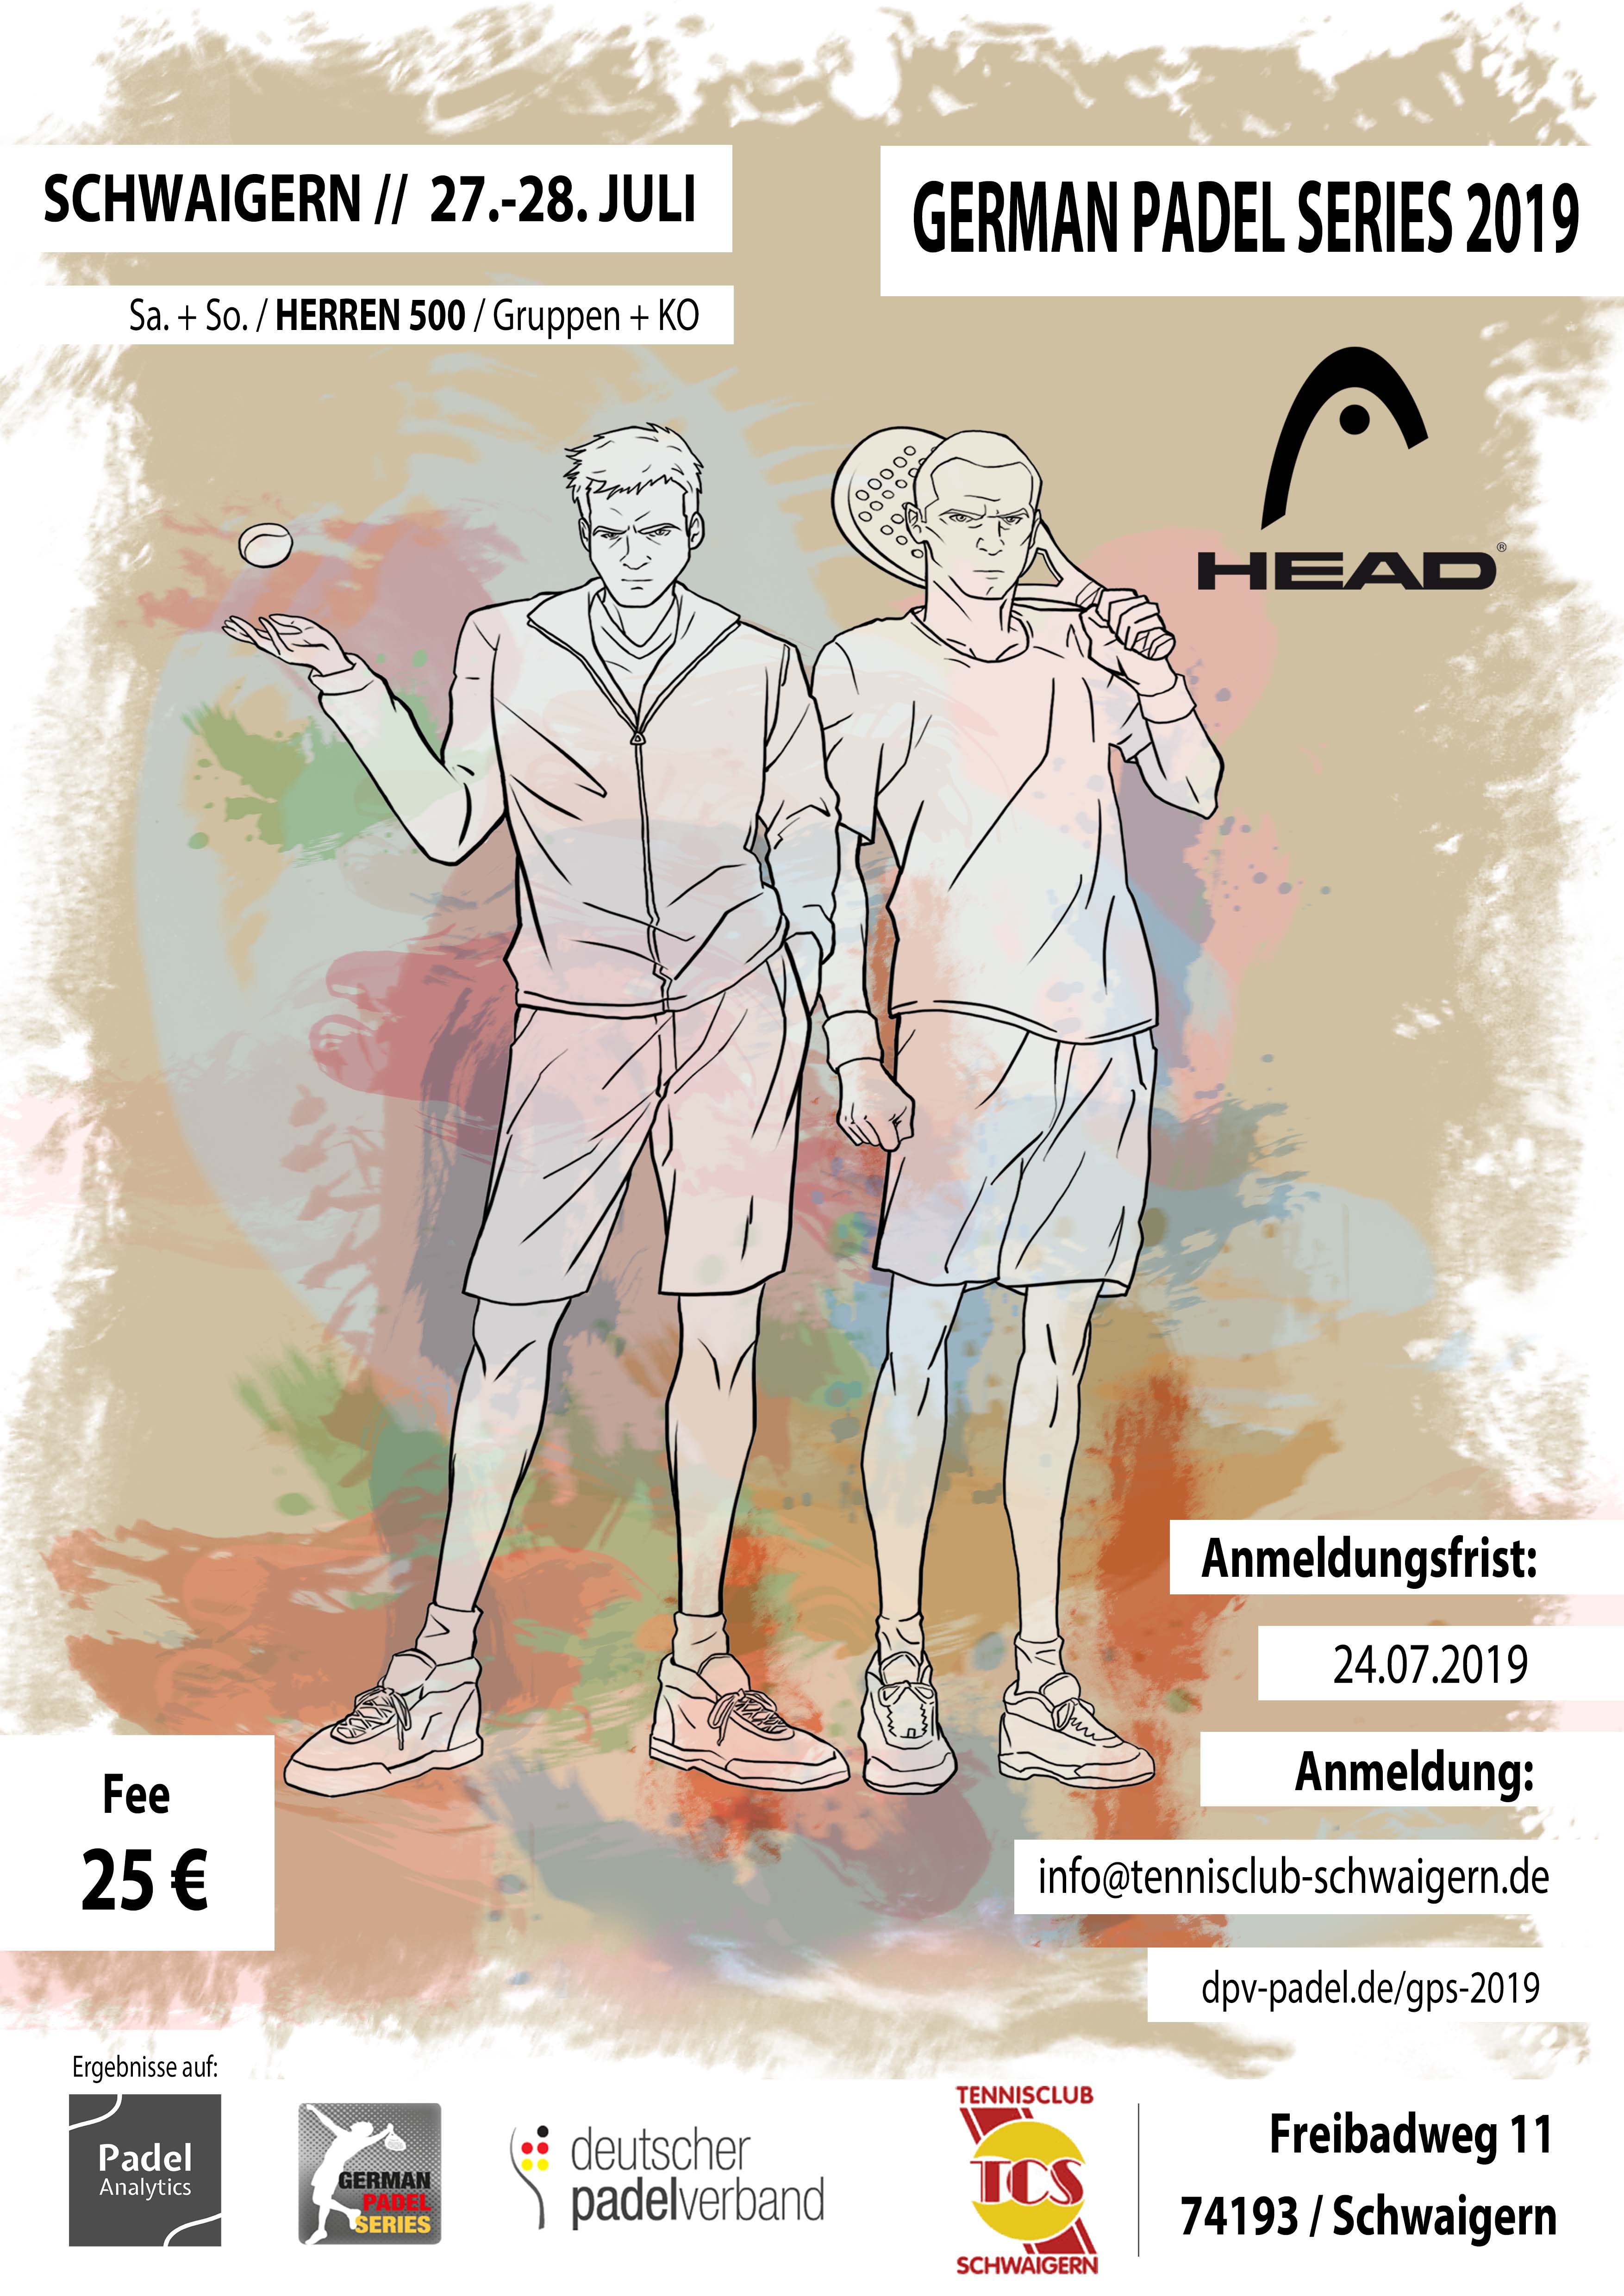 SCHWAIGERN // 27.-28. JULI
GERMAN PADEL SERIES 2019
Sa. + So. / HERREN 500 / Gruppen + KO
HEAD®
Anmeldungsfrist:
24.07.2019
Anmeldung:
info@tennisclub-schwaigern.de
dpv-padel.de/gps-2019
Fee
25 €
Ergebnisse auf:
Padel
Analytics
GERMAN
PADEL
SERIES
deutscher
padelverband
TENNISCLUB
TCS
SCHWAIGERN
Freibadweg 11
74193 / Schwaigern